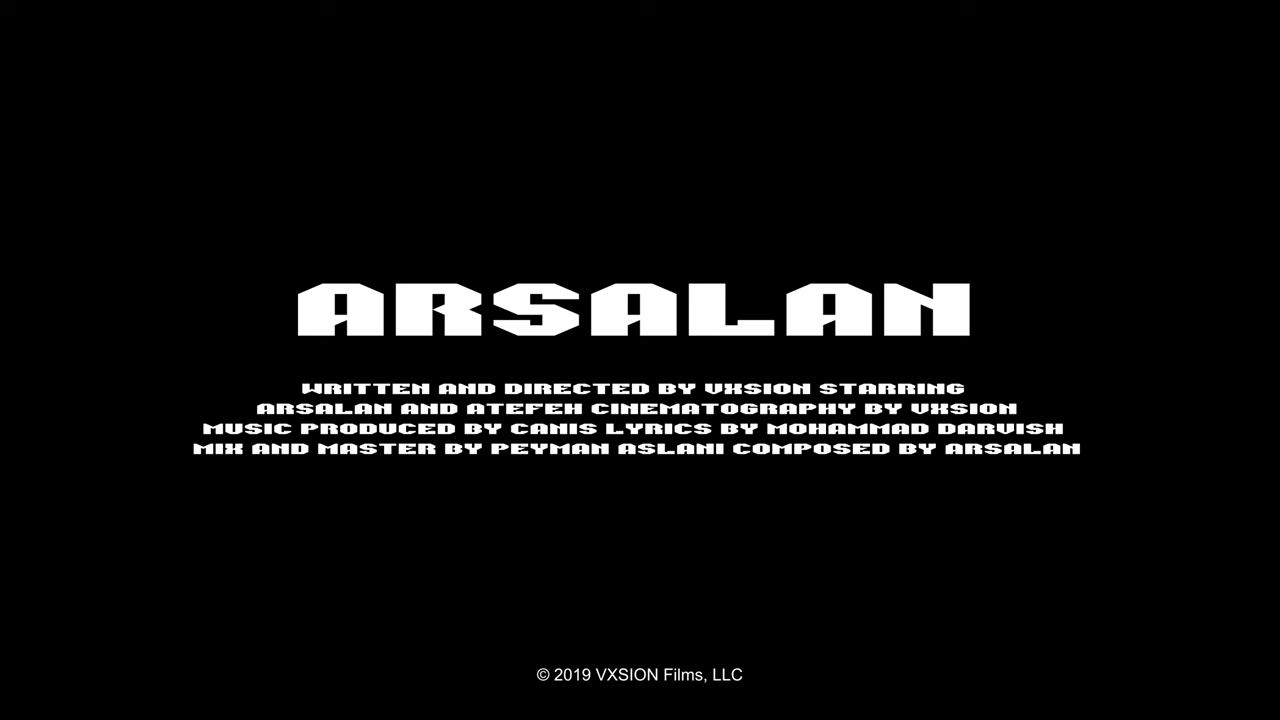 ARSALAN
WRITTEN AND DIRECTED BY VXSION STARRING
ARSALAN AND ATEFEH CINEMATOGRAPHY BY VXSION
MUSIC PRODUCED BY CANIS LYRICS BY MOHAMMAD DARVISH
MIX AND MASTER BY PEYMAN ASLANI COMPOSED BY ARSALAN
© 2019 VXSION Films, LLC